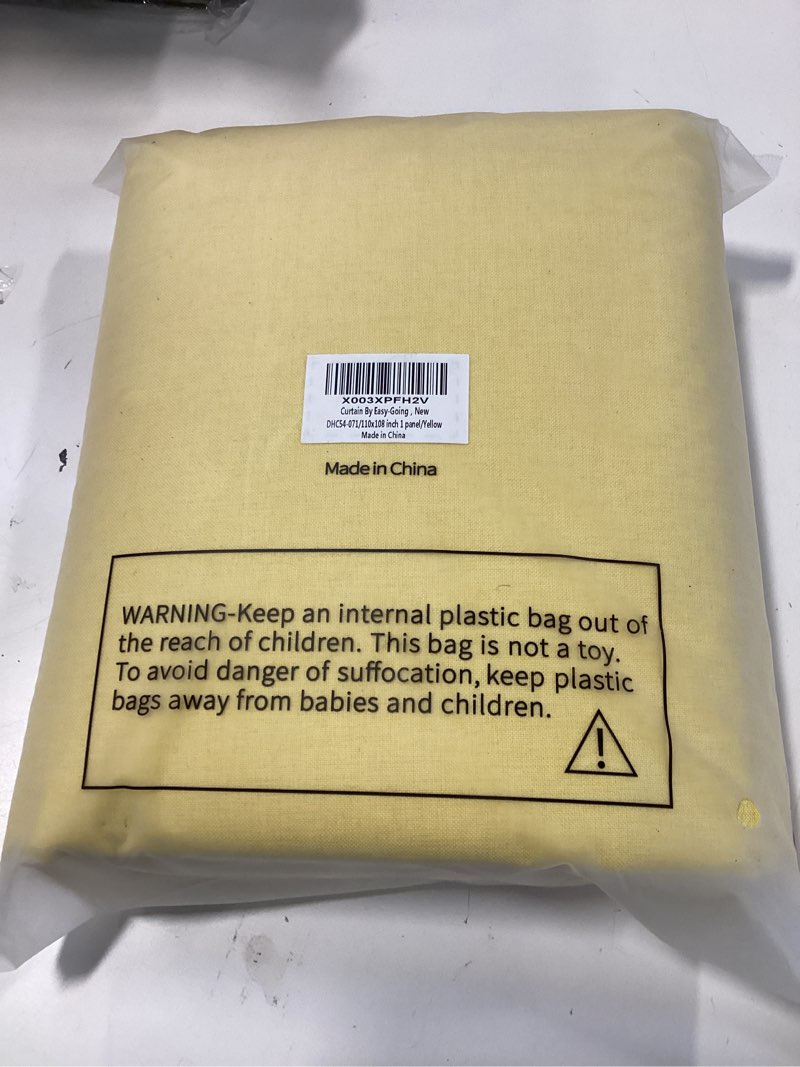 X003XPFH2V
Curtain By Easy-Going , New
DHC54-071/110x108 inch 1 panel/Yellow
Made in China
Made in China
WARNING-Keep an internal plastic bag out of
the reach of children. This bag is not a toy.
To avoid danger of suffocation, keep plastic
bags away from babies and children.